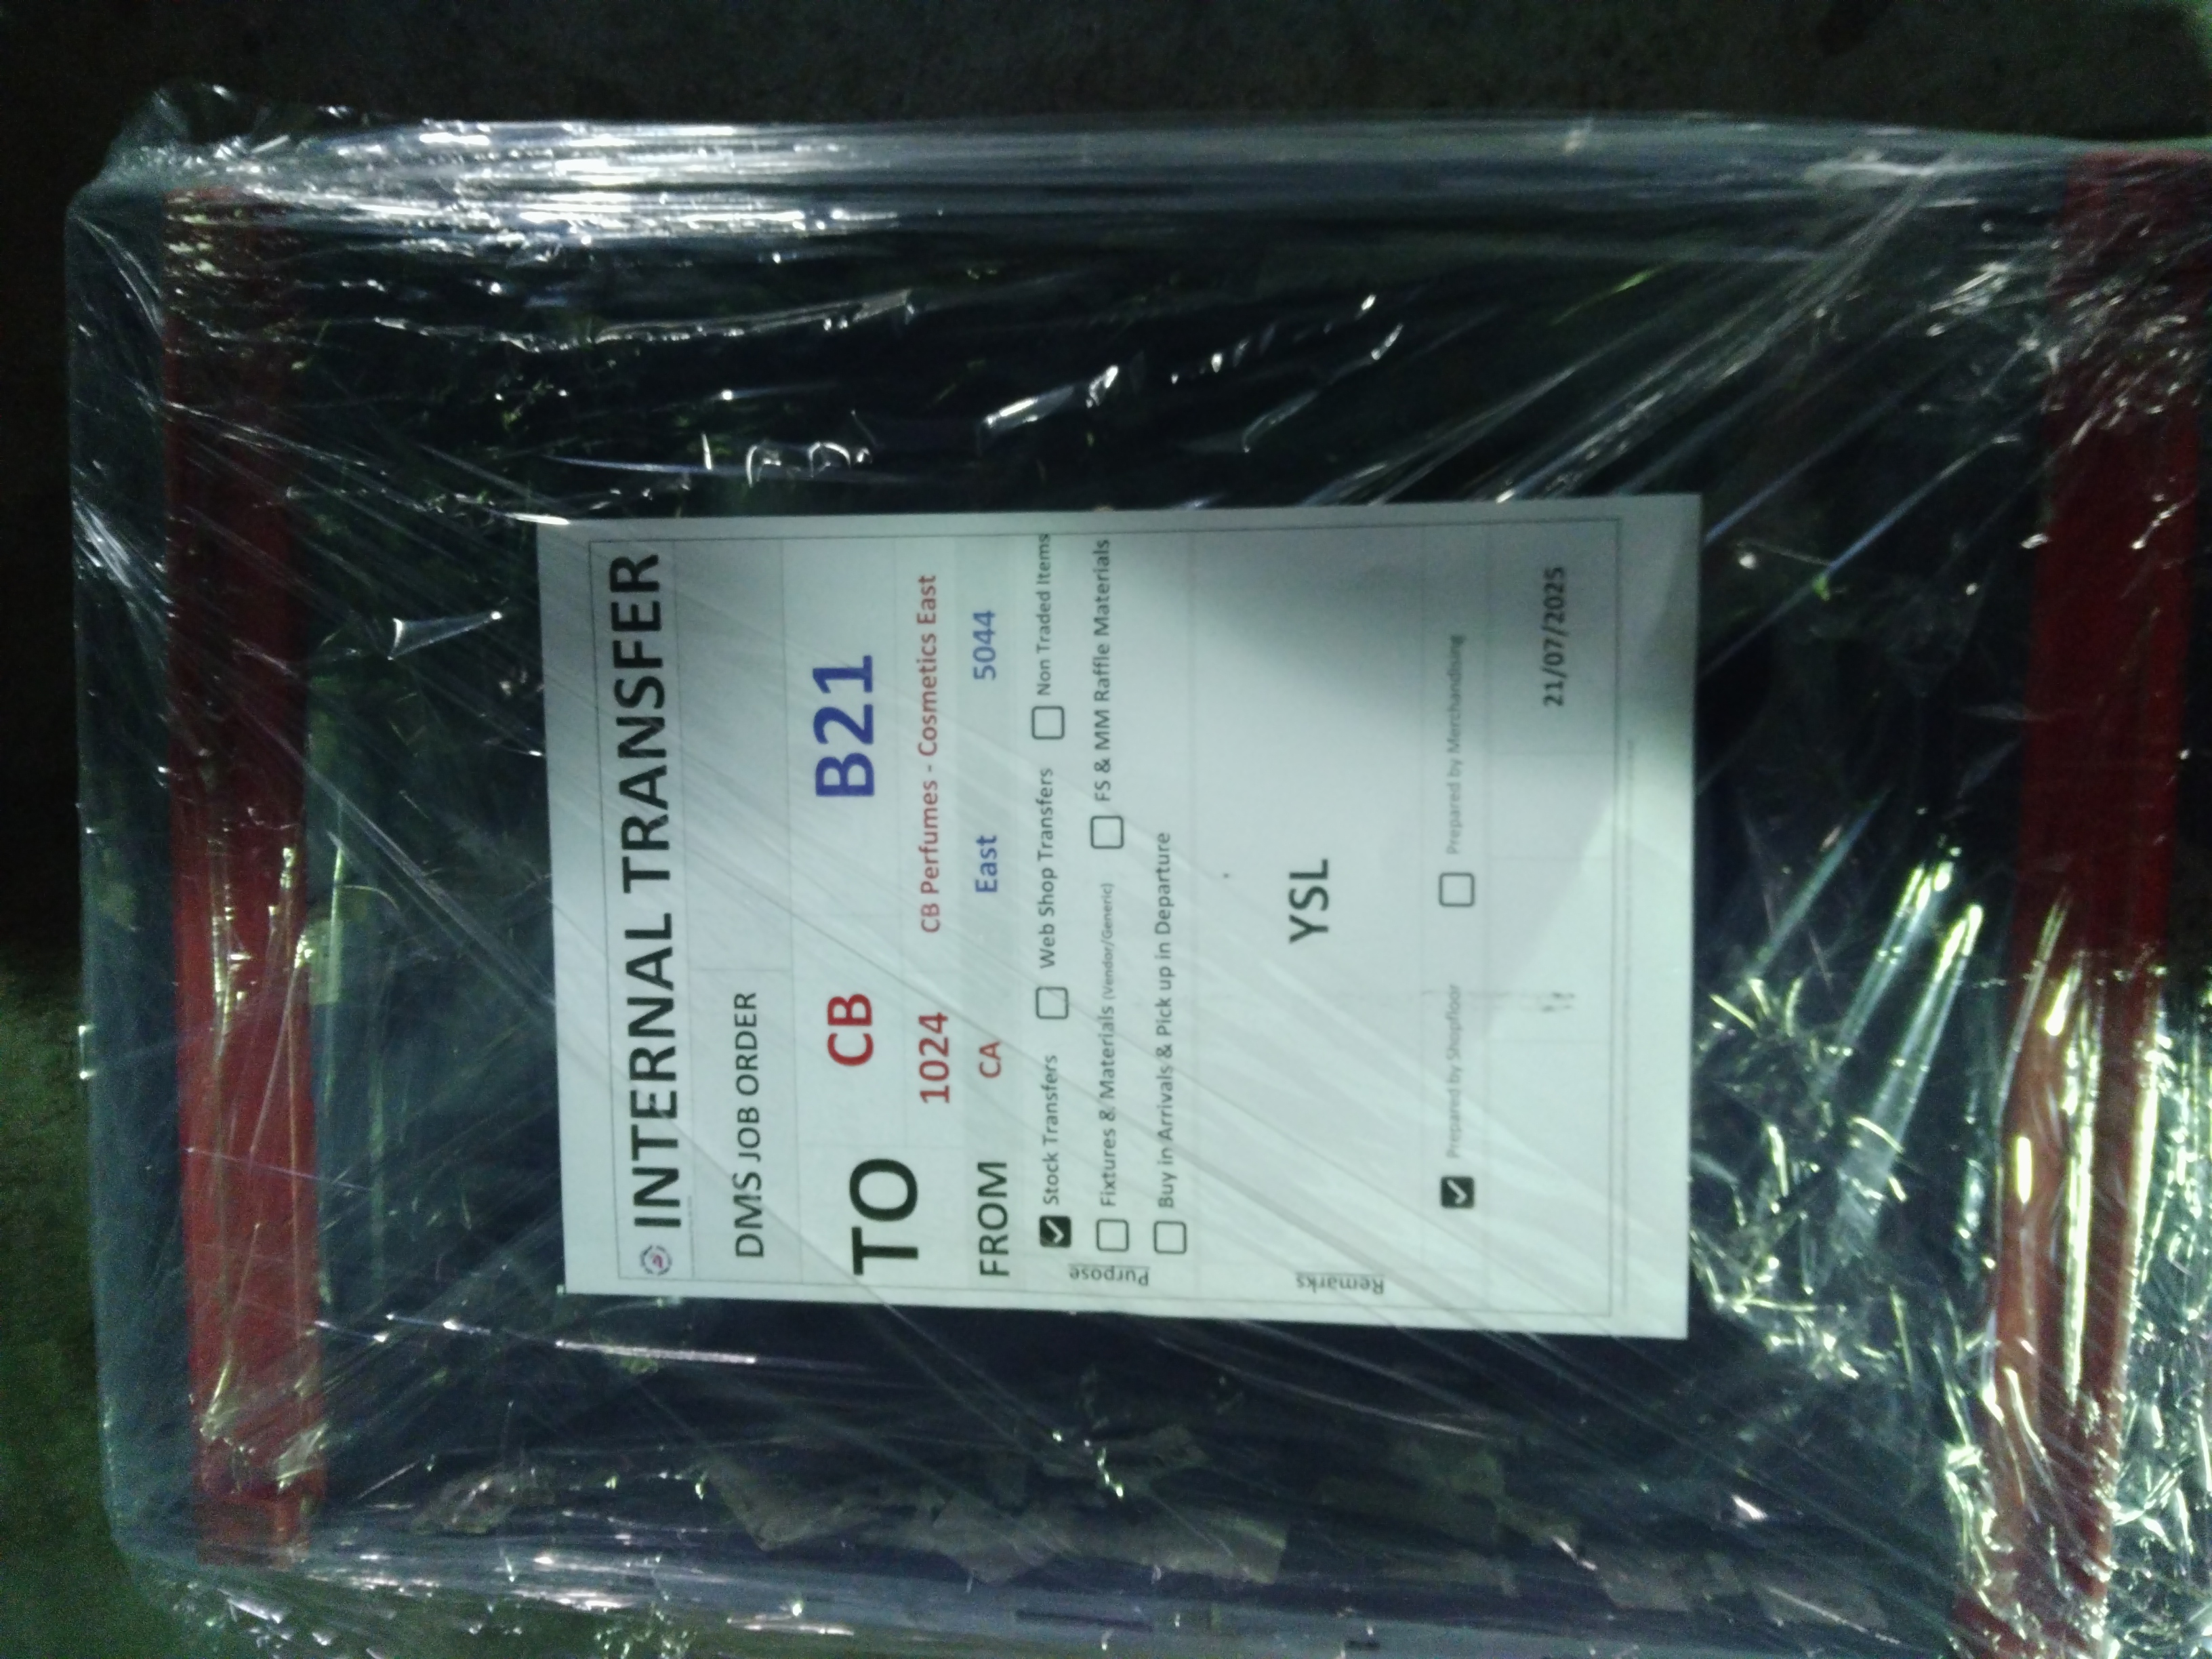 INTERNAL TRANSFER
DMS JOB ORDER
TO CB B21
1024 CB Perfumes - Cosmetics East
FROM CA East 5044
Purpose
Stock Transfers Web Shop Transfers Non Traded Items
Fixtures & Materials (Vendor/Generic) FS & MM Raffle Materials
Buy in Arrivals & Pick up in Departure
Remarks
YSL
Prepared by Shopfloor Prepared by Merchandising
21/07/2025